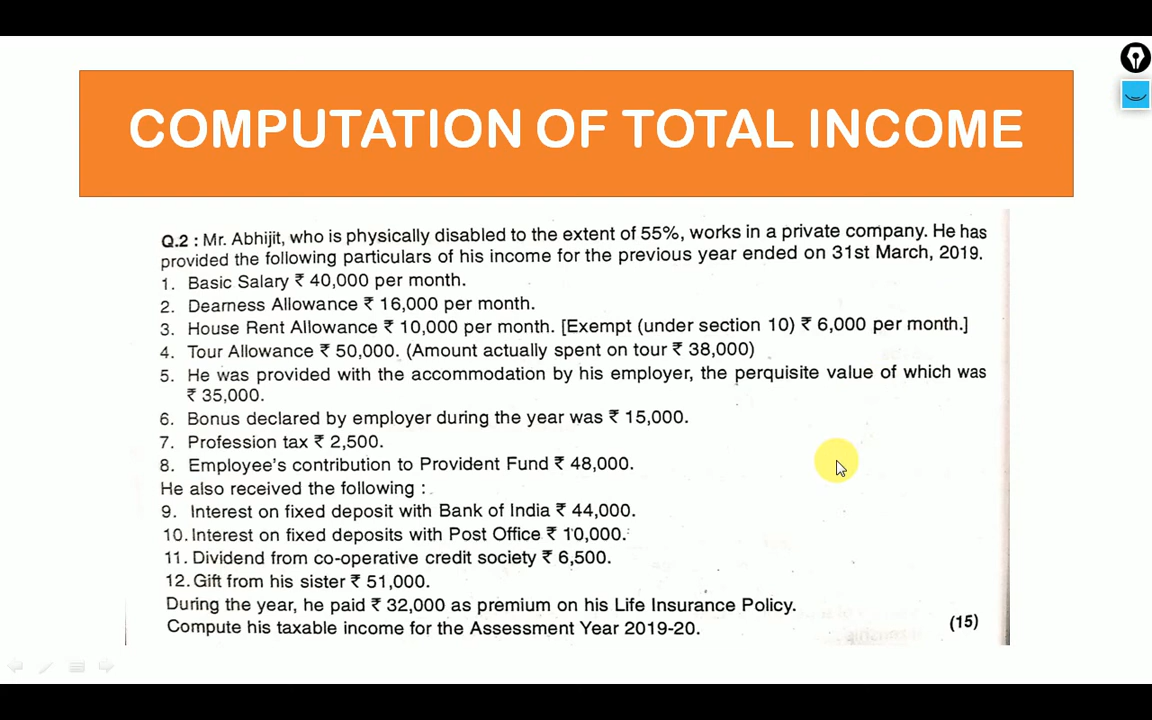 COMPUTATION OF TOTAL INCOME
Q.2 : Mr. Abhijit, who is physically disabled to the extent of 55%, works in a private company. He has
provided the following particulars of his income for the previous year ended on 31st March, 2019.
1. Basic Salary ₹ 40,000 per month.
2. Dearness Allowance ₹ 16,000 per month.
3. House Rent Allowance ₹ 10,000 per month. [Exempt (under section 10) ₹ 6,000 per month.]
4. Tour Allowance ₹ 50,000. (Amount actually spent on tour ₹ 38,000)
5. He was provided with the accommodation by his employer, the perquisite value of which was
₹ 35,000.
6. Bonus declared by employer during the year was ₹ 15,000.
7. Profession tax ₹ 2,500.
8. Employee's contribution to Provident Fund ₹ 48,000.
He also received the following :
9. Interest on fixed deposit with Bank of India ₹ 44,000.
10. Interest on fixed deposits with Post Office ₹ 10,000.
11. Dividend from co-operative credit society ₹ 6,500.
12. Gift from his sister ₹ 51,000.
During the year, he paid ₹ 32,000 as premium on his Life Insurance Policy.
Compute his taxable income for the Assessment Year 2019-20. (15)